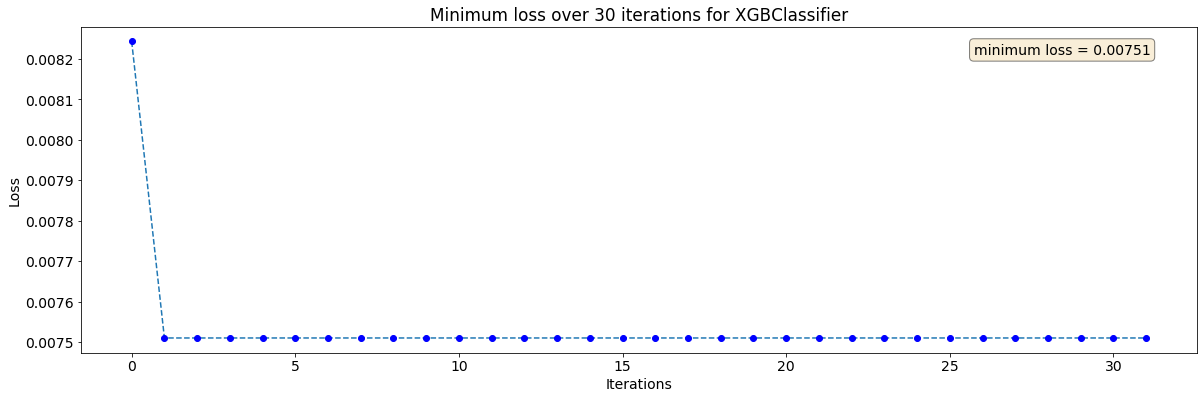 Minimum loss over 30 iterations for XGBClassifier
minimum loss = 0.00751
0.0082
0.0081
0.0080
0.0079
0.0078
0.0077
0.0076
0.0075
Loss
0 5 10 15 20 25 30
Iterations